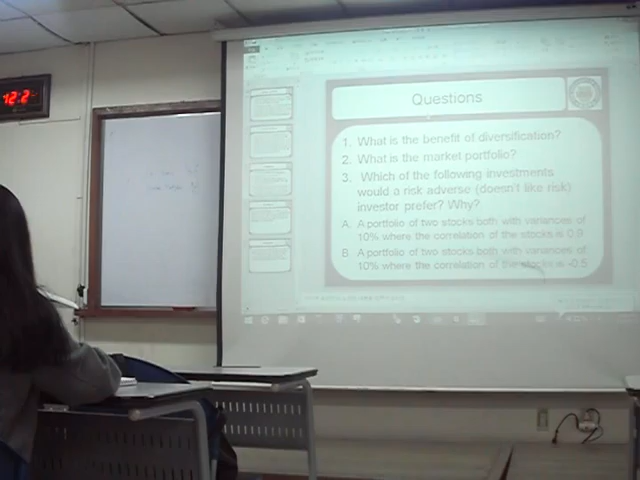 12:2
Questions
1. What is the benefit of diversification?
2. What is the market portfolio?
3. Which of the following investments
would a risk adverse (doesn't like risk)
investor prefer? Why?
A. A portfolio of two stocks both with variances of
10% where the correlation of the stocks is 0.9
B. A portfolio of two stocks both with variances of
10% where the correlation of the stocks is -0.5